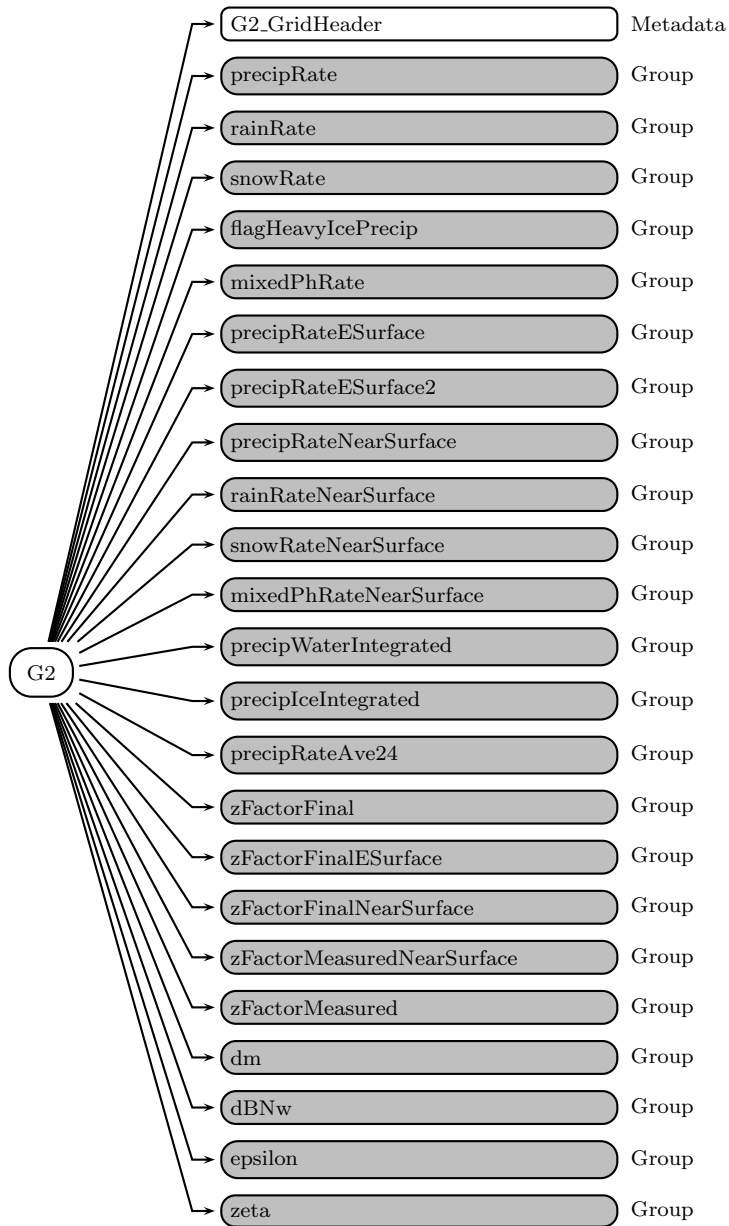 G2_GridHeader Metadata
precipRate Group
rainRate Group
snowRate Group
flagHeavyIcePrecip Group
mixedPhRate Group
precipRateESurface Group
precipRateESurface2 Group
precipRateNearSurface Group
rainRateNearSurface Group
snowRateNearSurface Group
mixedPhRateNearSurface Group
precipWaterIntegrated Group
G2
precipIceIntegrated Group
precipRateAve24 Group
zFactorFinal Group
zFactorFinalESurface Group
zFactorFinalNearSurface Group
zFactorMeasuredNearSurface Group
zFactorMeasured Group
dm Group
dBNw Group
epsilon Group
zeta Group